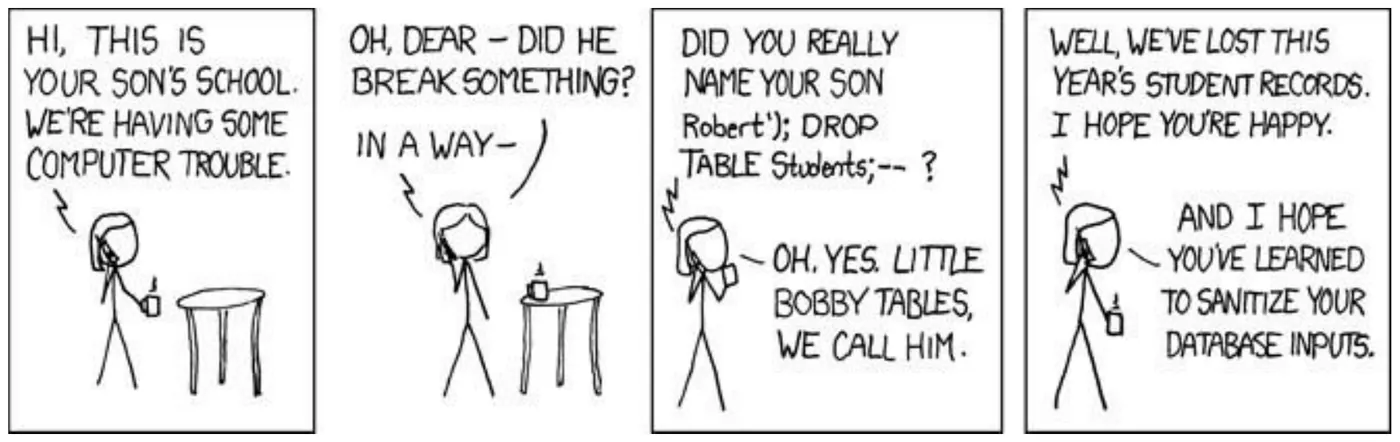 HI, THIS IS
YOUR SON'S SCHOOL.
WE'RE HAVING SOME
COMPUTER TROUBLE.
OH, DEAR – DID HE
BREAK SOMETHING?
IN A WAY–
DID YOU REALLY
NAME YOUR SON
Robert'); DROP
TABLE Students;-- ?
OH. YES. LITTLE
BOBBY TABLES,
WE CALL HIM.
WELL, WE'VE LOST THIS
YEAR'S STUDENT RECORDS.
I HOPE YOU'RE HAPPY.
AND I HOPE
YOU'VE LEARNED
TO SANITIZE YOUR
DATABASE INPUTS.